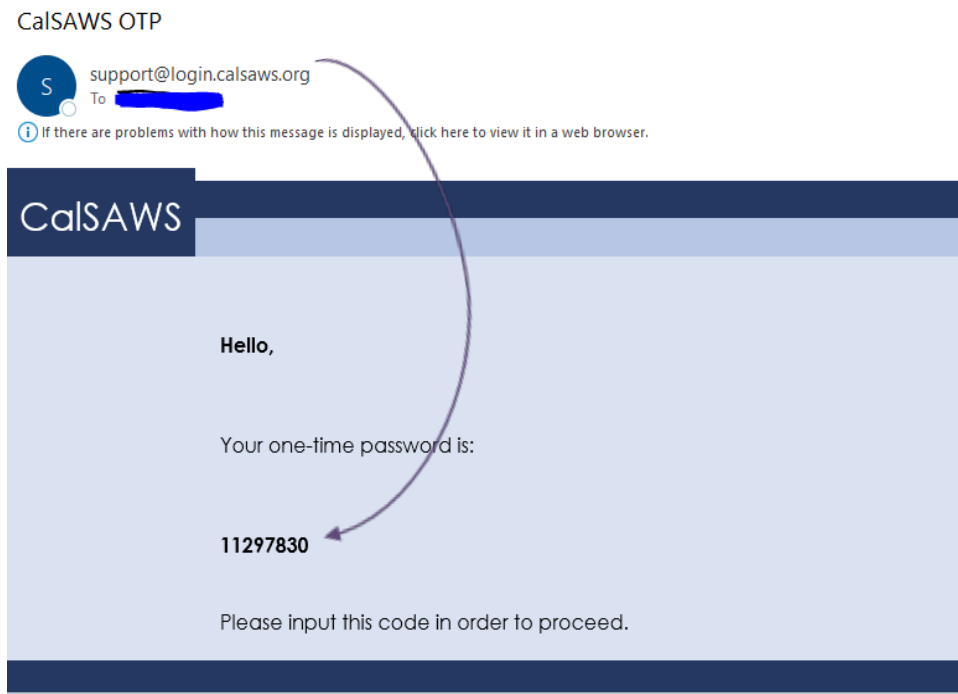 CalSAWS OTP
S
support@login.calsaws.org
To
If there are problems with how this message is displayed, click here to view it in a web browser.
CalSAWS
Hello,
Your one-time password is:
11297830
Please input this code in order to proceed.